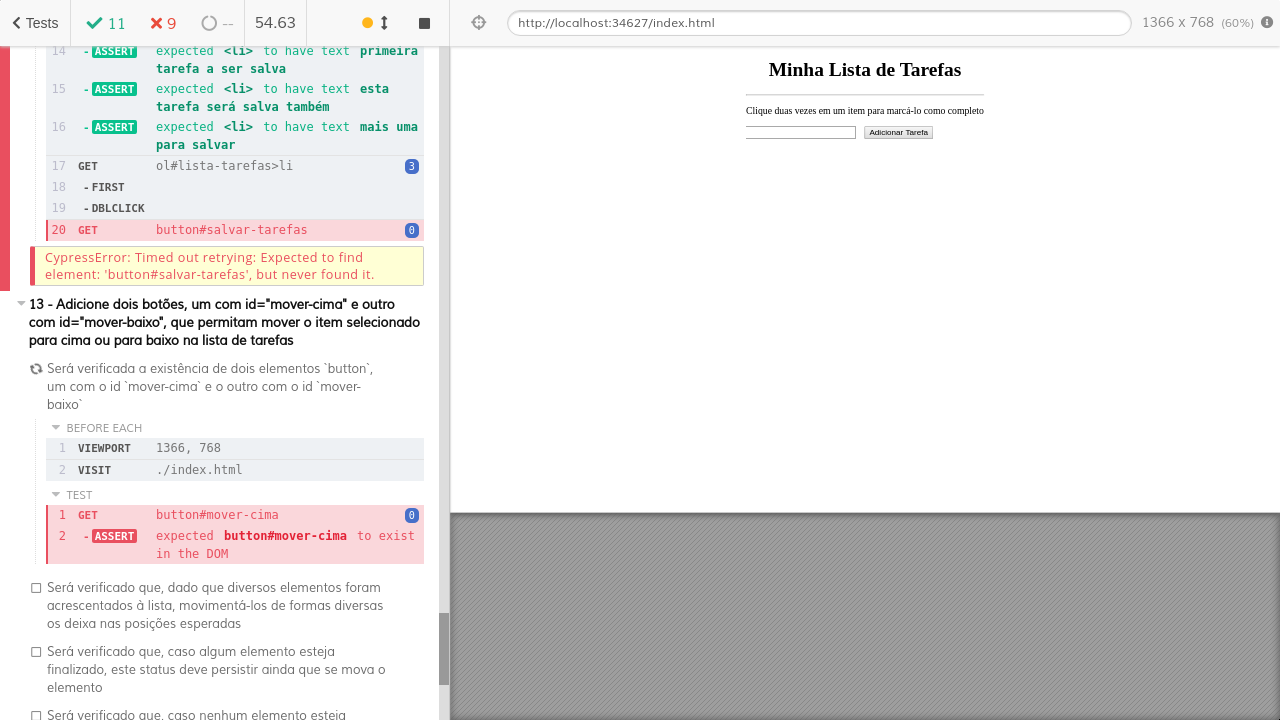 Tests
11
9
--
54.63
http://localhost:34627/index.html
1366 x 768 (60%)
14 - ASSERT expected <li> to have text primeira
tarefa a ser salva
15 - ASSERT expected <li> to have text esta
tarefa será salva também
16 - ASSERT expected <li> to have text mais uma
para salvar
17 GET ol#lista-tarefas>li 3
18 - FIRST
19 - DBLCLICK
20 GET button#salvar-tarefas 0
CypressError: Timed out retrying: Expected to find
element: 'button#salvar-tarefas', but never found it.
13 - Adicione dois botões, um com id="mover-cima" e outro
com id="mover-baixo", que permitam mover o item selecionado
para cima ou para baixo na lista de tarefas
Será verificada a existência de dois elementos `button`,
um com o id `mover-cima` e o outro com o id `mover-
baixo`
BEFORE EACH
1 VIEWPORT 1366, 768
2 VISIT ./index.html
TEST
1 GET button#mover-cima 0
2 - ASSERT expected button#mover-cima to exist
in the DOM
Será verificado que, dado que diversos elementos foram
acrescentados à lista, movimentá-los de formas diversas
os deixa nas posições esperadas
Será verificado que, caso algum elemento esteja
finalizado, este status deve persistir ainda que se mova o
elemento
Será verificado que, caso nenhum elemento esteja
Minha Lista de Tarefas
Clique duas vezes em um item para marcá-lo como completo
Adicionar Tarefa